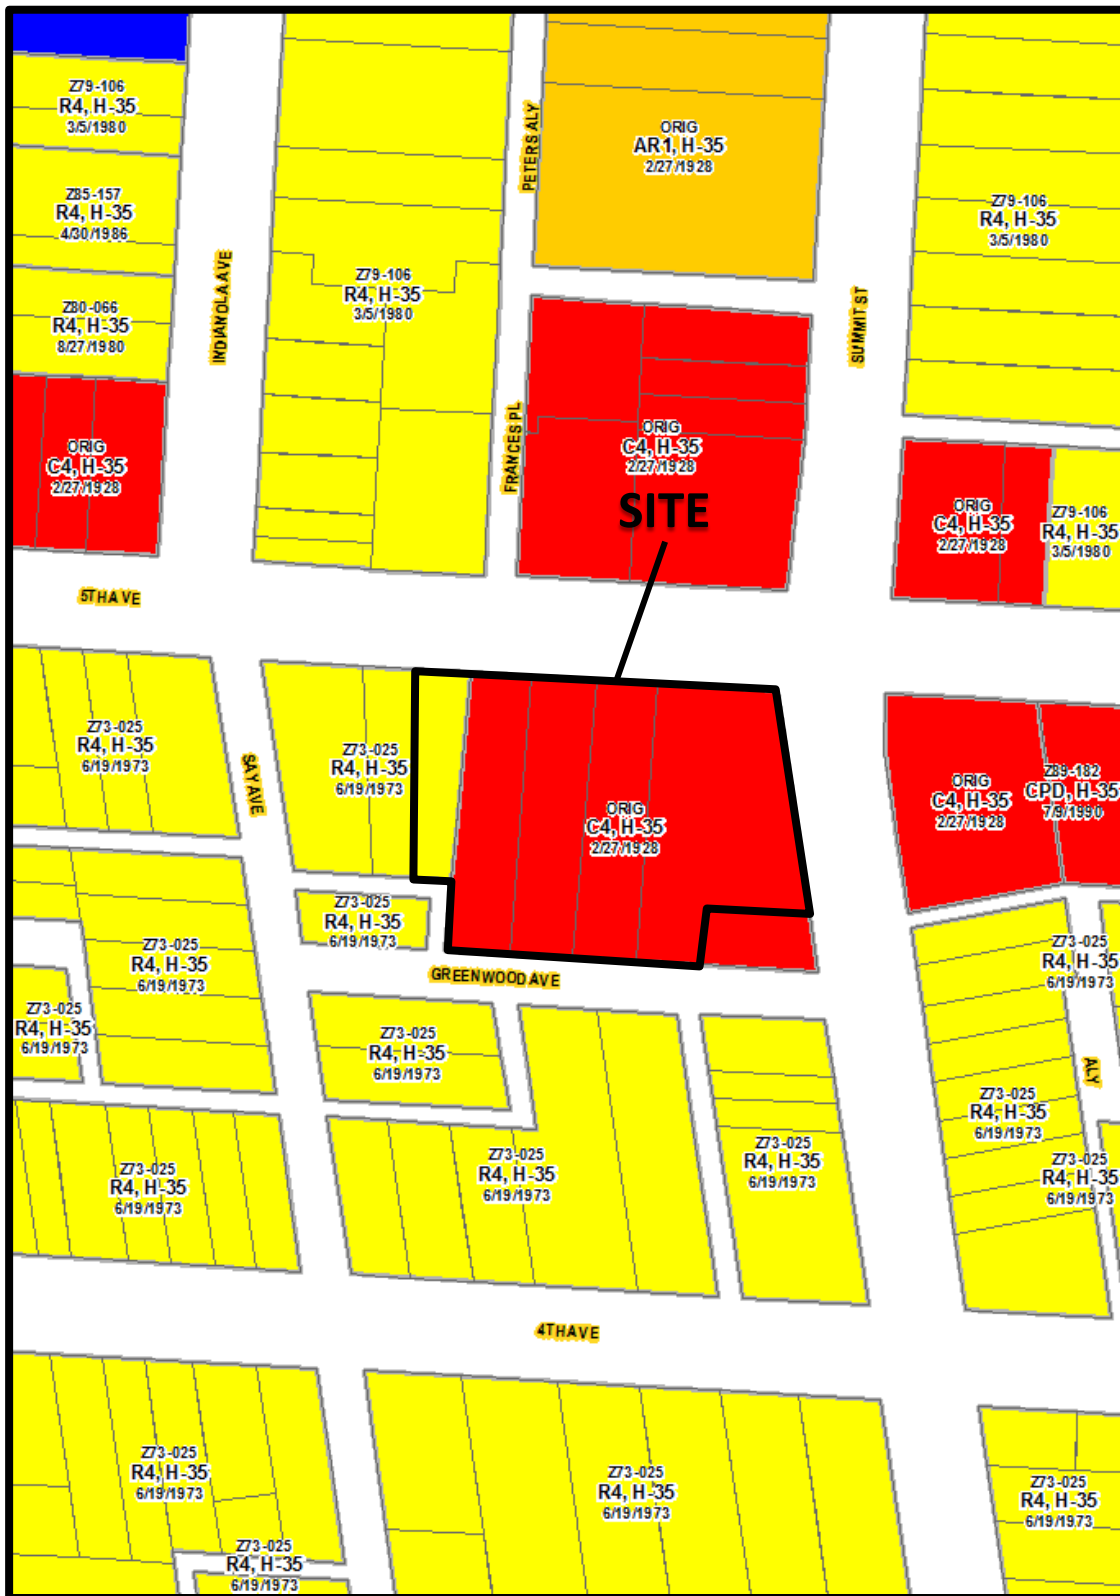 Z79-106
R4, H-35
3/5/1980
Z85-157
R4, H-35
4/30/1986
Z80-066
R4, H-35
8/27/1980
ORIG
C4, H-35
2/27/1928
INDIANOLA AVE
Z79-106
R4, H-35
3/5/1980
PETERS ALY
ORIG
AR1, H-35
2/27/1928
SUMMIT ST
Z79-106
R4, H-35
3/5/1980
FRANCES PL
ORIG
C4, H-35
2/27/1928
SITE
ORIG
C4, H-35
2/27/1928
Z79-106
R4, H-35
3/5/1980
5TH AVE
Z73-025
R4, H-35
6/19/1973
SAY AVE
Z73-025
R4, H-35
6/19/1973
ORIG
C4, H-35
2/27/1928
ORIG
C4, H-35
2/27/1928
Z89-182
CPD, H-35
7/9/1990
Z73-025
R4, H-35
6/19/1973
Z73-025
R4, H-35
6/19/1973
GREENWOOD AVE
Z73-025
R4, H-35
6/19/1973
Z73-025
R4, H-35
6/19/1973
Z73-025
R4, H-35
6/19/1973
ALY
Z73-025
R4, H-35
6/19/1973
Z73-025
R4, H-35
6/19/1973
Z73-025
R4, H-35
6/19/1973
Z73-025
R4, H-35
6/19/1973
Z73-025
R4, H-35
6/19/1973
Z73-025
R4, H-35
6/19/1973
4TH AVE
Z73-025
R4, H-35
6/19/1973
Z73-025
R4, H-35
6/19/1973
Z73-025
R4, H-35
6/19/1973
Z73-025
R4, H-35
6/19/1973